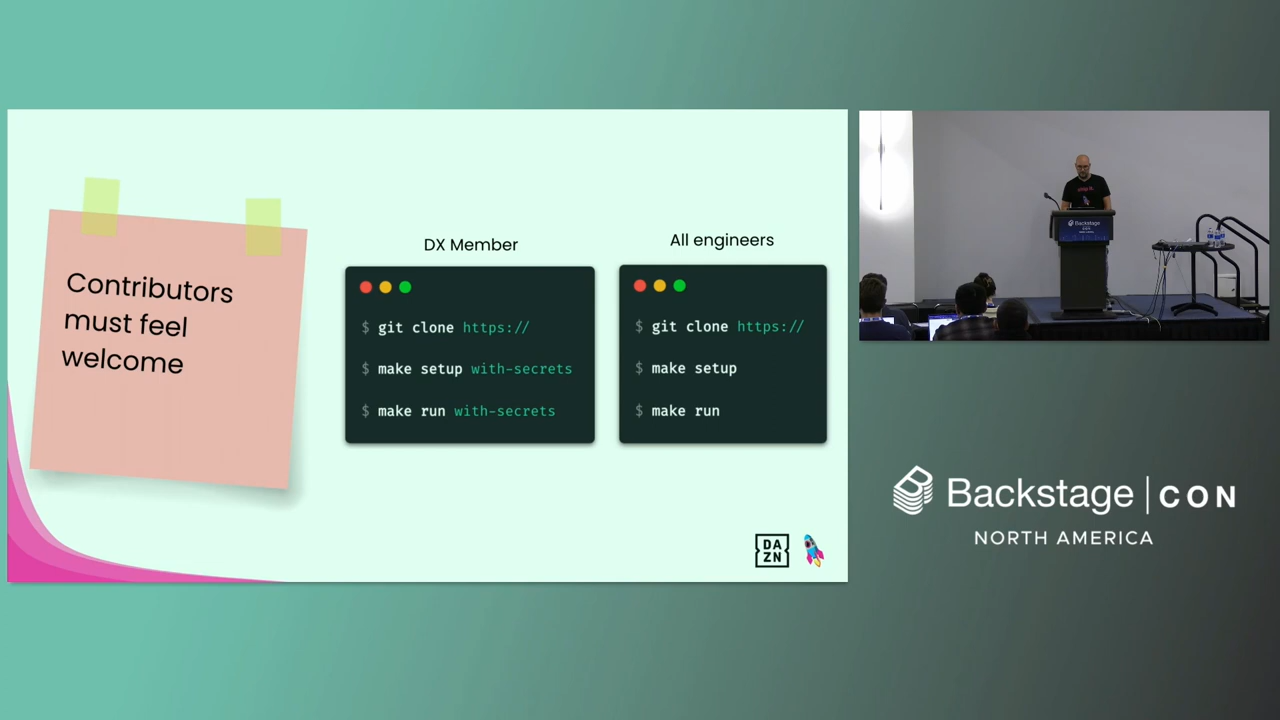 Contributors
must feel
welcome
DX Member
$ git clone https://
$ make setup with-secrets
$ make run with-secrets
All engineers
$ git clone https://
$ make setup
$ make run
DA
ZN
Backstage
Backstage | CON
NORTH AMERICA